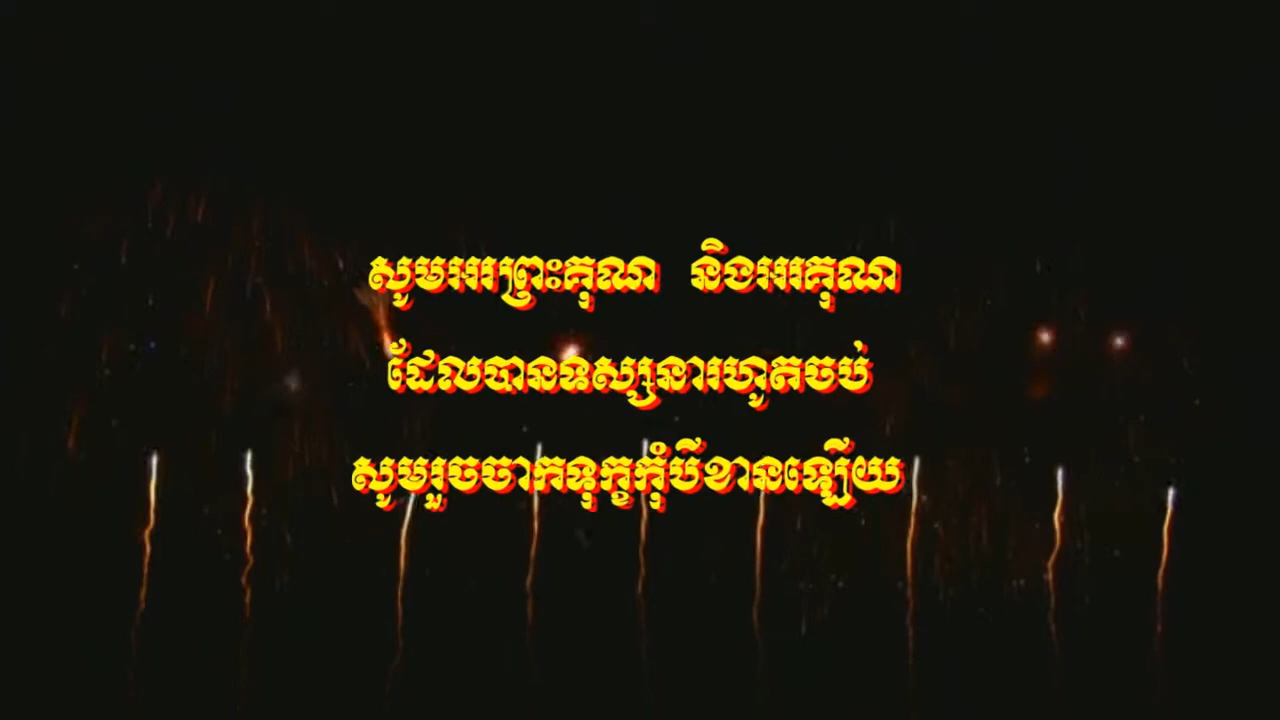 សូមអរព្រះគុណ និងអរគុណ
ដែលបានទស្សនារហូតចប់
សូមរួចចាកទុក្ខកុំបីខានឡើយ